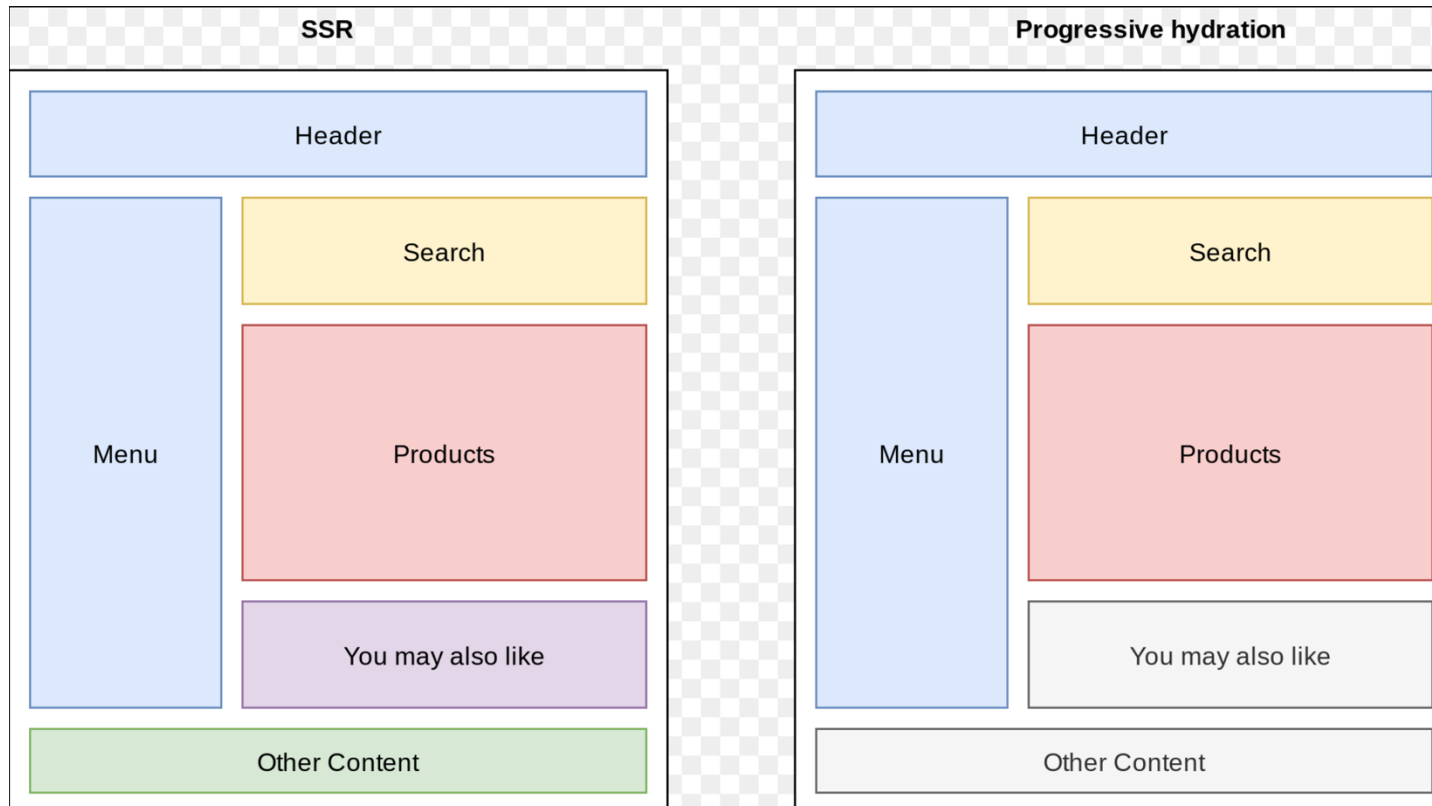 SSR
Header
Menu
Search
Products
You may also like
Other Content
Progressive hydration
Header
Menu
Search
Products
You may also like
Other Content